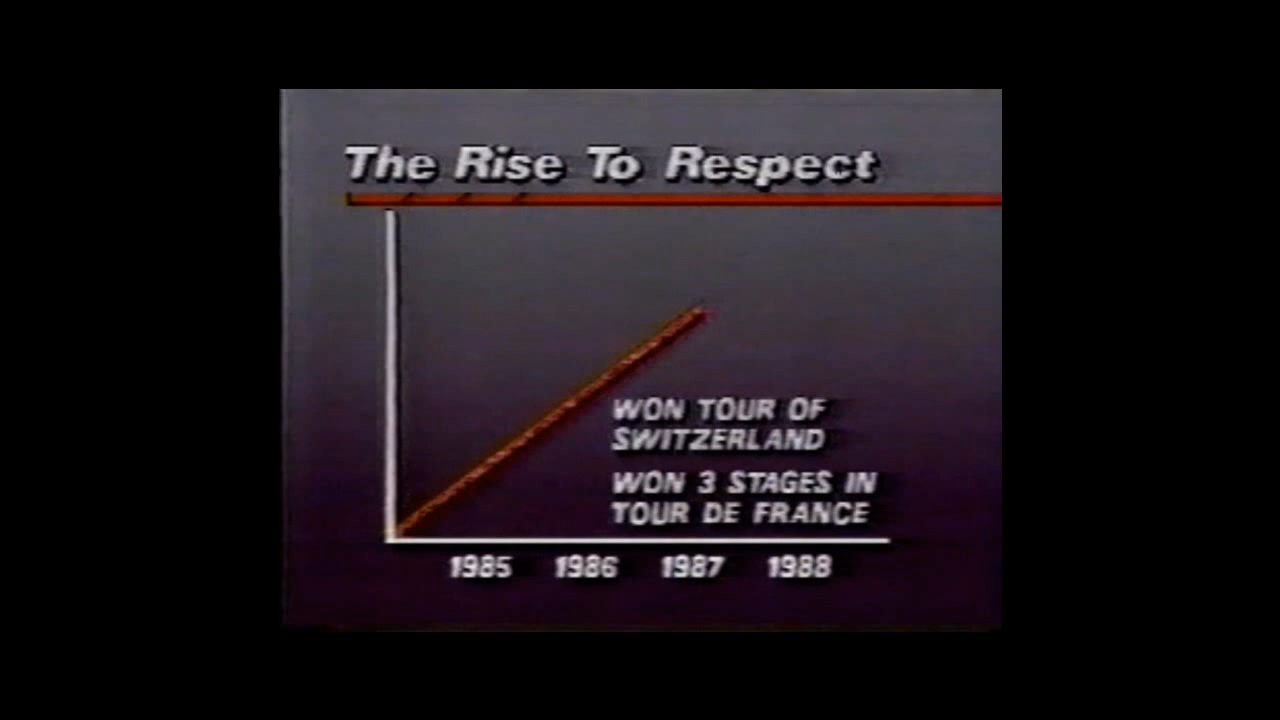 The Rise To Respect
WON TOUR OF
SWITZERLAND
WON 3 STAGES IN
TOUR DE FRANCE
1985 1986 1987 1988